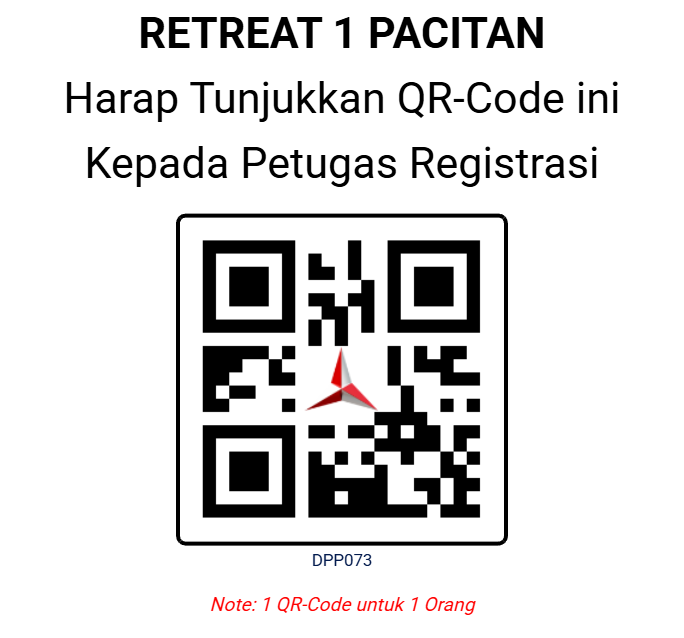 RETREAT 1 PACITAN
Harap Tunjukkan QR-Code ini
Kepada Petugas Registrasi
DPP073
Note: 1 QR-Code untuk 1 Orang